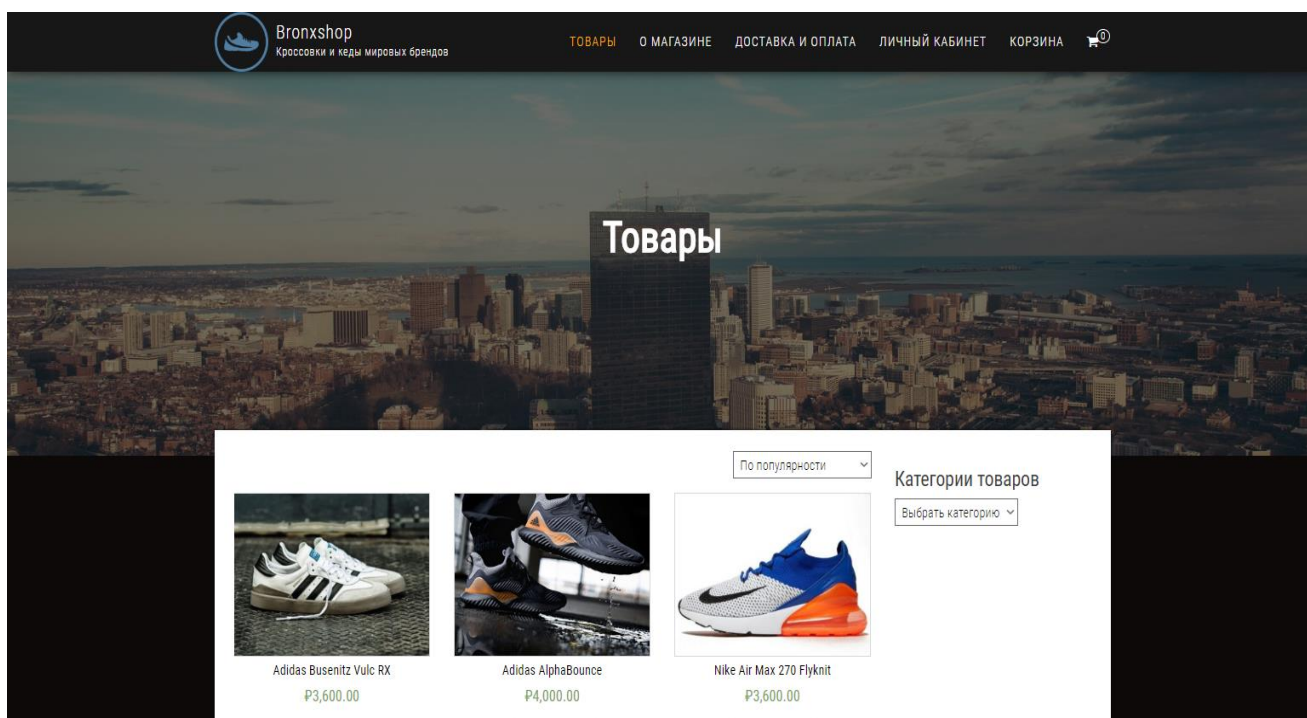 Bronxshop
Кроссовки и кеды мировых брендов
ТОВАРЫ О МАГАЗИНЕ ДОСТАВКА И ОПЛАТА ЛИЧНЫЙ КАБИНЕТ КОРЗИНА 0
Товары
По популярности
Категории товаров
Выбрать категорию
Adidas Busenitz Vulc RX
₽3,600.00
Adidas AlphaBounce
₽4,000.00
Nike Air Max 270 Flyknit
₽3,600.00